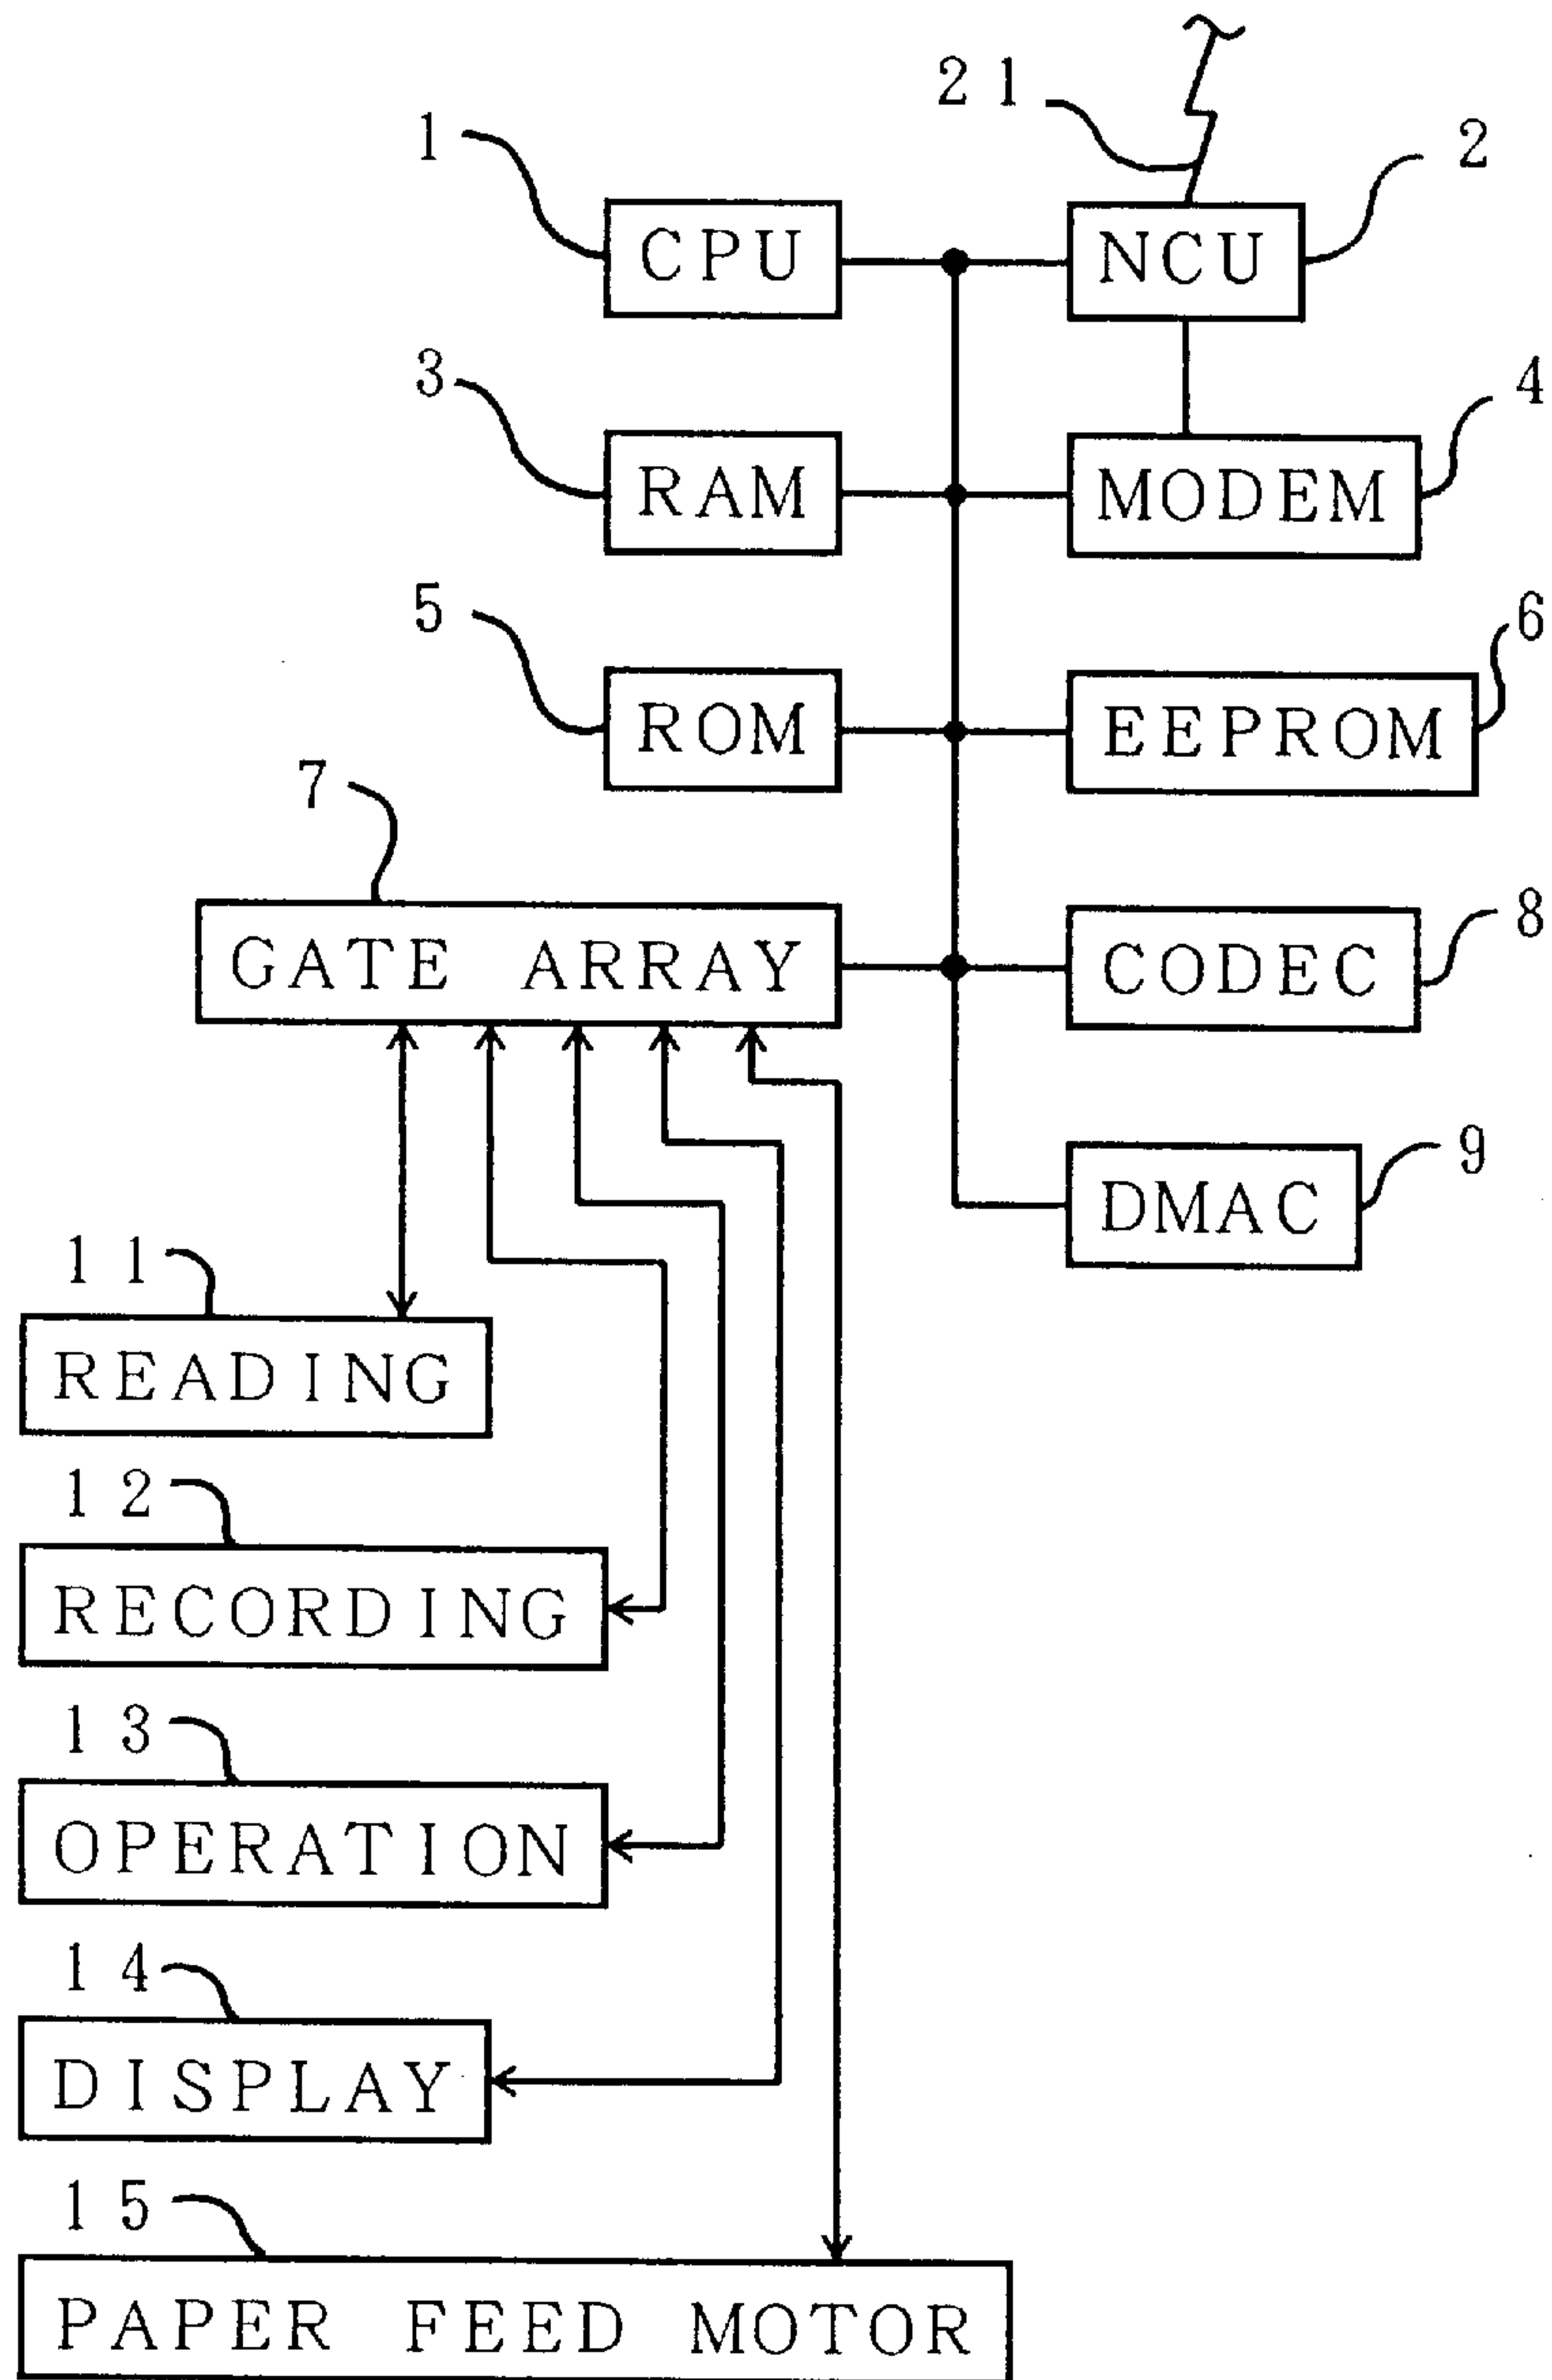 21
1
2
CPU
NCU
3
4
RAM
MODEM
5
6
ROM
EEPROM
7
8
GATE ARRAY
CODEC
9
DMAC
11
READING
12
RECORDING
13
OPERATION
14
DISPLAY
15
PAPER FEED MOTOR